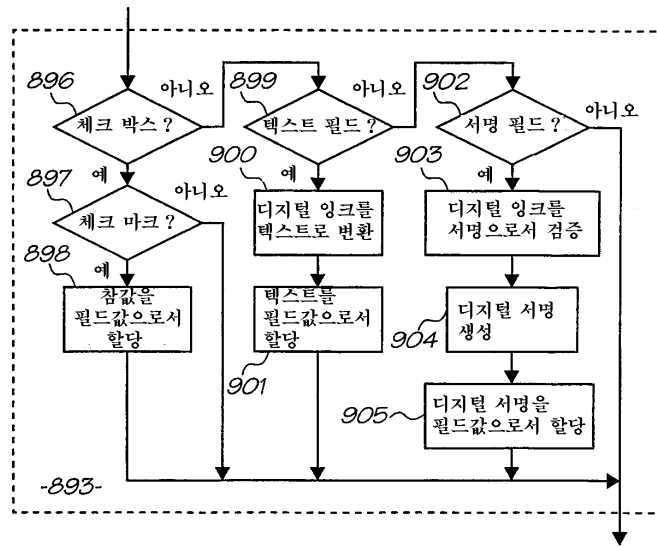 896
아니오
899
아니오
902
아니오
체크 박스?
텍스트 필드?
서명 필드?
예
897
아니오
900
예
903
예
체크 마크?
디지털 잉크를
텍스트로 변환
디지털 잉크를
서명으로서 검증
898
예
참값을
필드값으로서
할당
텍스트를
필드값으로서
할당
901
904
디지털 서명
생성
905
디지털 서명을
필드값으로서 할당
-893-